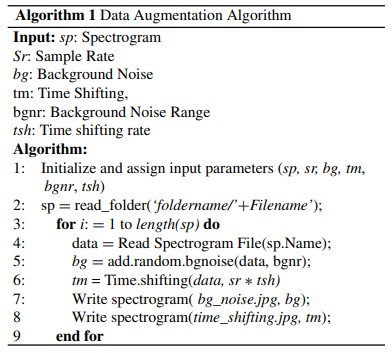 Algorithm 1 Data Augmentation Algorithm
Input: sp: Spectrogram
Sr: Sample Rate
bg: Background Noise
tm: Time Shifting,
bgnr: Background Noise Range
tsh: Time shifting rate
Algorithm:
1: Initialize and assign input parameters (sp, sr, bg, tm,
bgnr, tsh)
2: sp = read_folder(‘foldername/’+Filename’);
3: for i: = 1 to length(sp) do
4: data = Read Spectrogram File(sp.Name);
5: bg = add.random.bgnoise(data, bgnr);
6: tm = Time.shifting(data, sr ∗ tsh)
7: Write spectrogram( bg_noise.jpg, bg);
8 Write spectrogram(time_shifting.jpg, tm);
9 end for